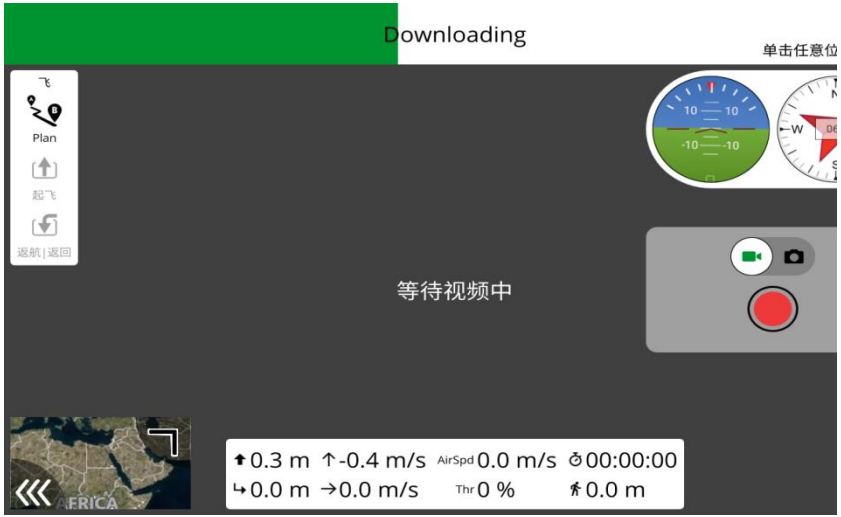 Downloading
单击任意位
飞
Plan
起飞
返航|返回
10 10
-10 -10
N
W 06
S
等待视频中
AFRICA
0.3 m ↑-0.4 m/s AirSpd 0.0 m/s 00:00:00
0.0 m →0.0 m/s Thr 0 % 0.0 m